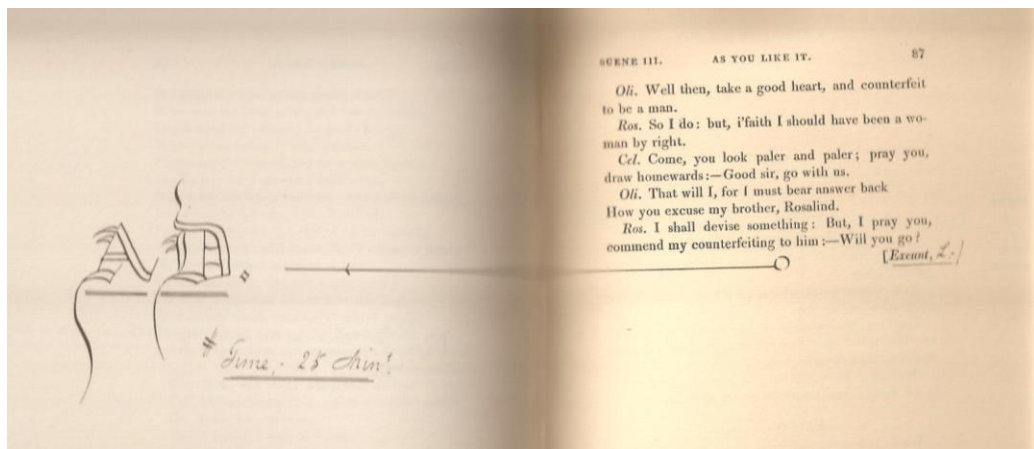 A D
Time. 25 Min!
SCENE III. AS YOU LIKE IT. 87
Oli. Well then, take a good heart, and counterfeit
to be a man.
Ros. So I do: but, i'faith I should have been a wo-
man by right.
Cel. Come, you look paler and paler; pray you,
draw homewards:—Good sir, go with us.
Oli. That will I, for I must bear answer back
How you excuse my brother, Rosalind.
Ros. I shall devise something: But, I pray you,
commend my counterfeiting to him:—Will you go?
[Exeunt, L.